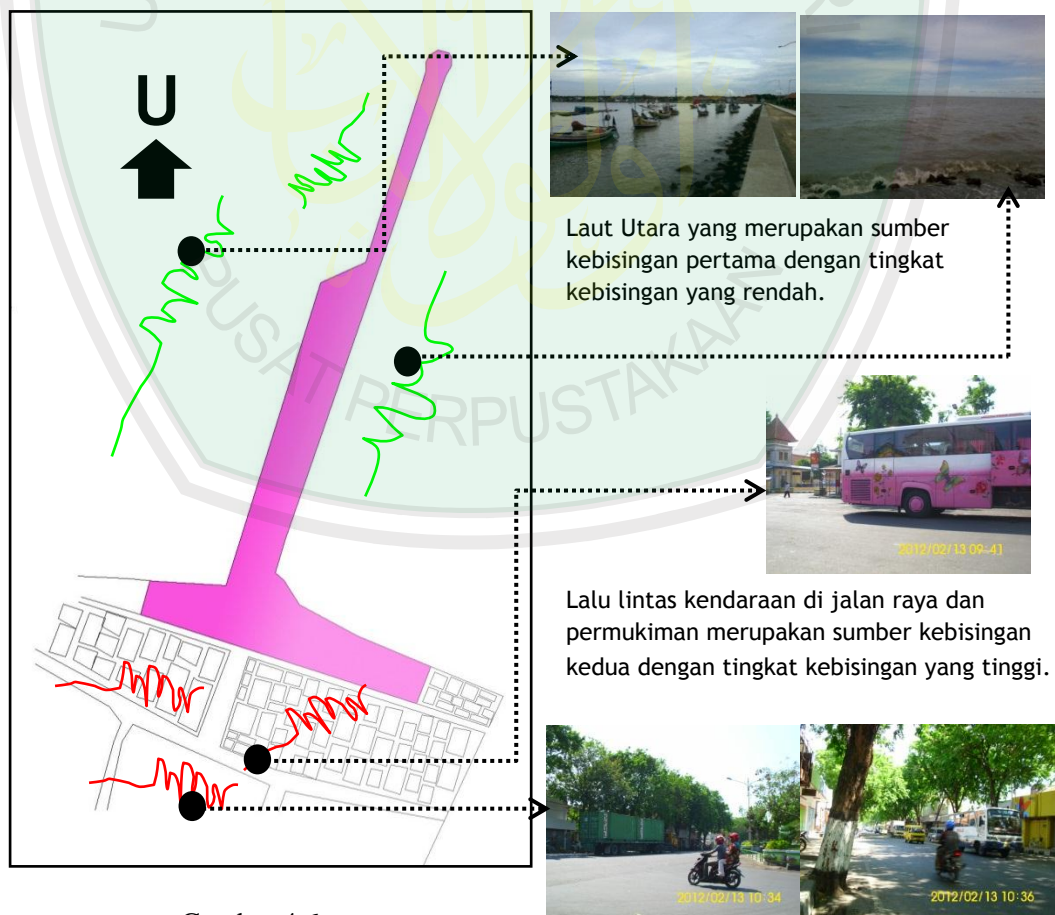 U
Laut Utara yang merupakan sumber
kebisingan pertama dengan tingkat
kebisingan yang rendah.
PUSAT PERPUSTAKAAN
2012/02/13 09:41
Lalu lintas kendaraan di jalan raya dan
permukiman merupakan sumber kebisingan
kedua dengan tingkat kebisingan yang tinggi.
2012/02/13 10:34
2012/02/13 10:36